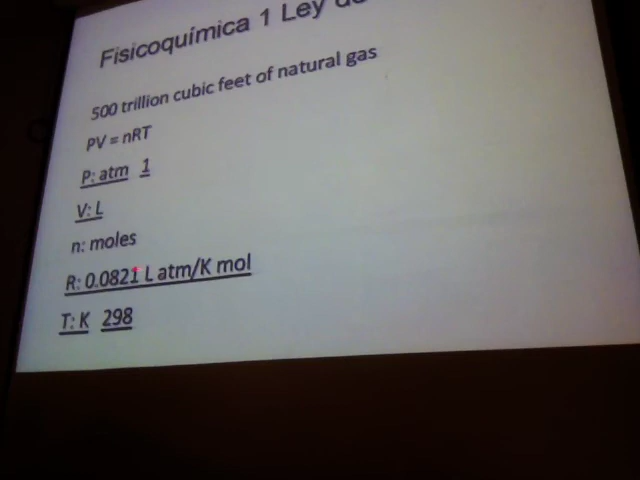 Fisicoquímica 1 Ley
500 trillion cubic feet of natural gas
PV = nRT
P: atm 1
V: L
n: moles
R: 0.0821 L atm/K mol
T: K 298